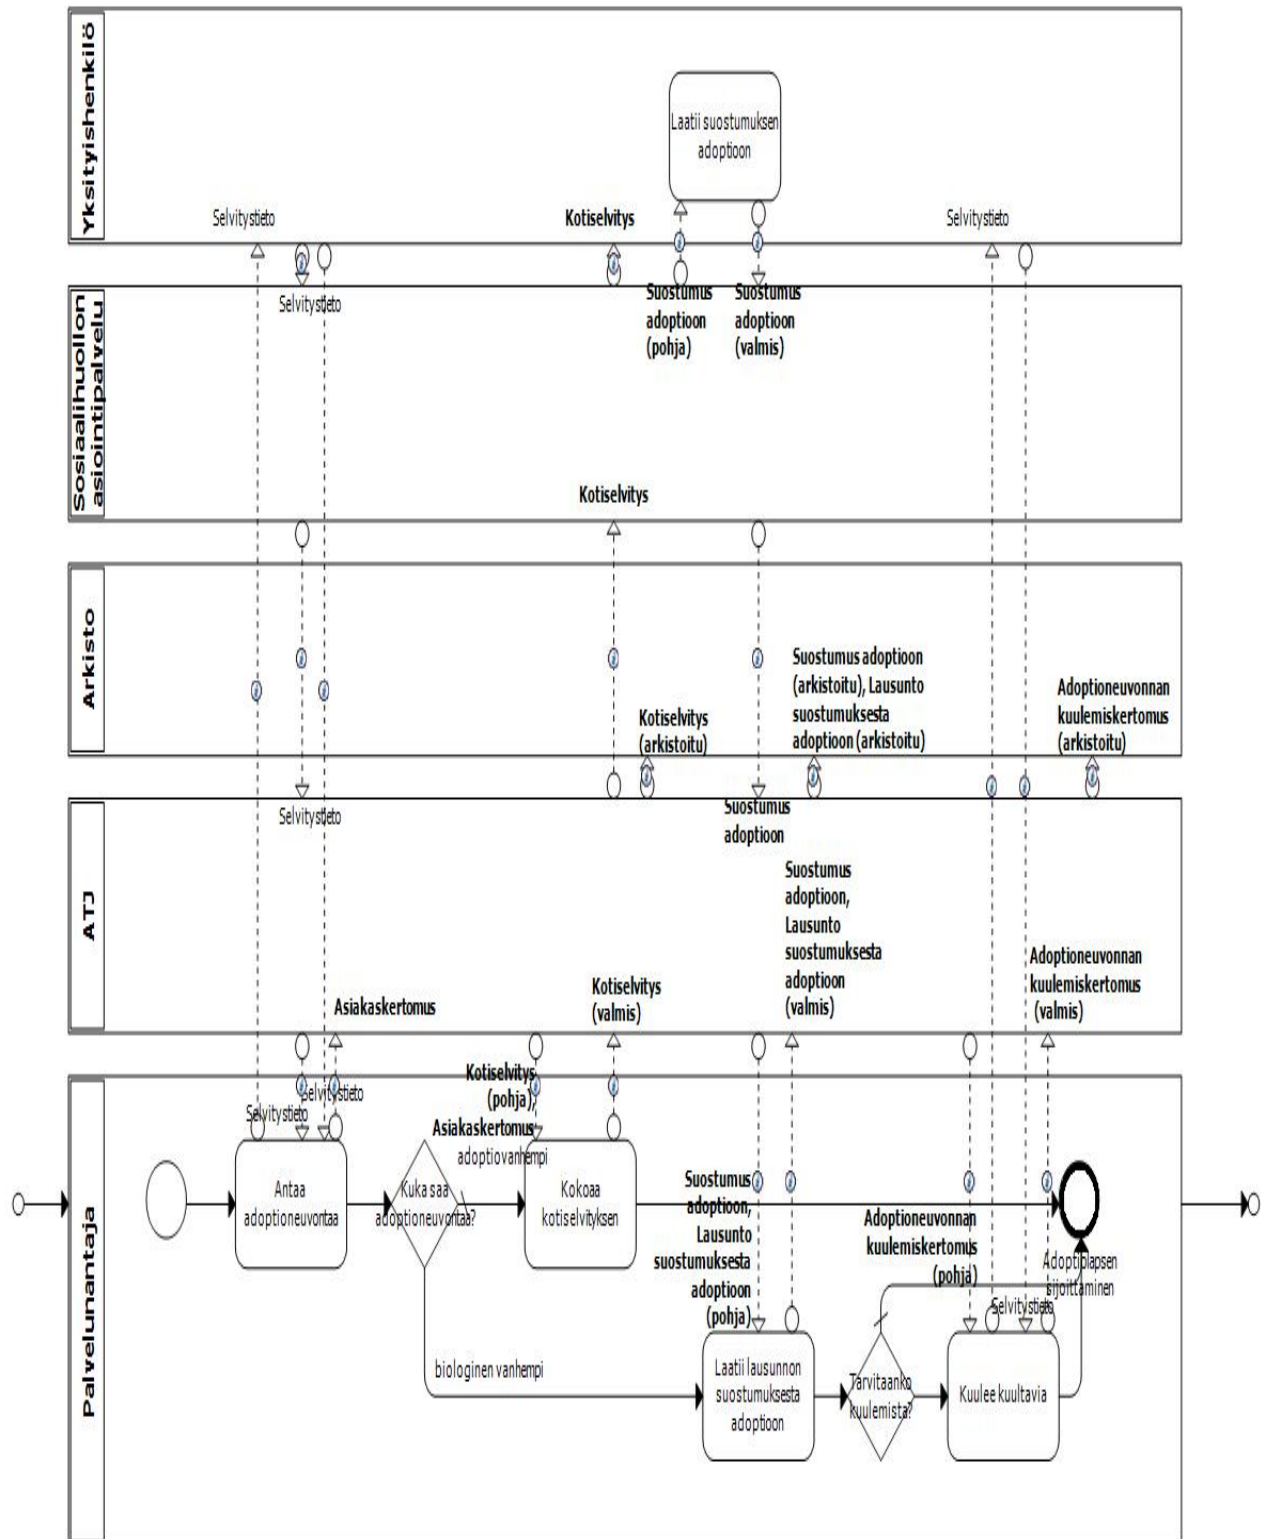 Yksityishenkilö
Laatii suostumuksen
adoptioon
Selvitystieto
Kotiselvitys
Selvitystieto
Sosiaalihuollon
asiointipalvelu
Selvitystieto
Suostumus
adoptioon
(pohja)
Suostumus
adoptioon
(valmis)
Kotiselvitys
Arkisto
Kotiselvitys
(arkistoitu)
Suostumus adoptioon
(arkistoitu), Lausunto
suostumuksesta
adoptioon (arkistoitu)
Adoptioneuvonnan
kuulemiskertomus
(arkistoitu)
ATJ
Selvitystieto
Suostumus
adoptioon
Suostumus
adoptioon,
Lausunto
suostumuksesta
adoptioon
(valmis)
Asiakaskertomus
Kotiselvitys
(valmis)
Adoptioneuvonnan
kuulemiskertomus
(valmis)
Palvelunantaja
Selvitystieto
Selvitystieto
Kotiselvitys
(pohja),
Asiakaskertomus
adoptiovanhempi
Antaa
adoptioneuvontaa
Kuka saa
adoptioneuvontaa?
Kokoaa
kotiselvityksen
Suostumus
adoptioon,
Lausunto
suostumuksesta
adoptioon
(pohja)
Adoptioneuvonnan
kuulemiskertomus
(pohja)
Adoptiolapsen
sijoittaminen
Selvitystieto
biologinen vanhempi
Laatii lausunnon
suostumuksesta
adoptioon
Tarvitaanko
kuulemista?
Kuulee kuultavia